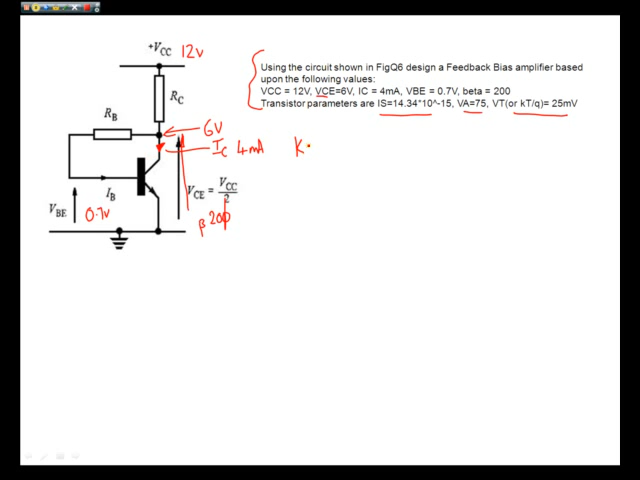 +VCC 12V
RC
RB
6V
IC 4mA
K
IB
VCE = VCC/2
VBE
0.7V
β 200
Using the circuit shown in FigQ6 design a Feedback Bias amplifier based
upon the following values:
VCC = 12V, VCE=6V, IC = 4mA, VBE = 0.7V, beta = 200
Transistor parameters are IS=14.34*10^-15, VA=75, VT(or kT/q)= 25mV